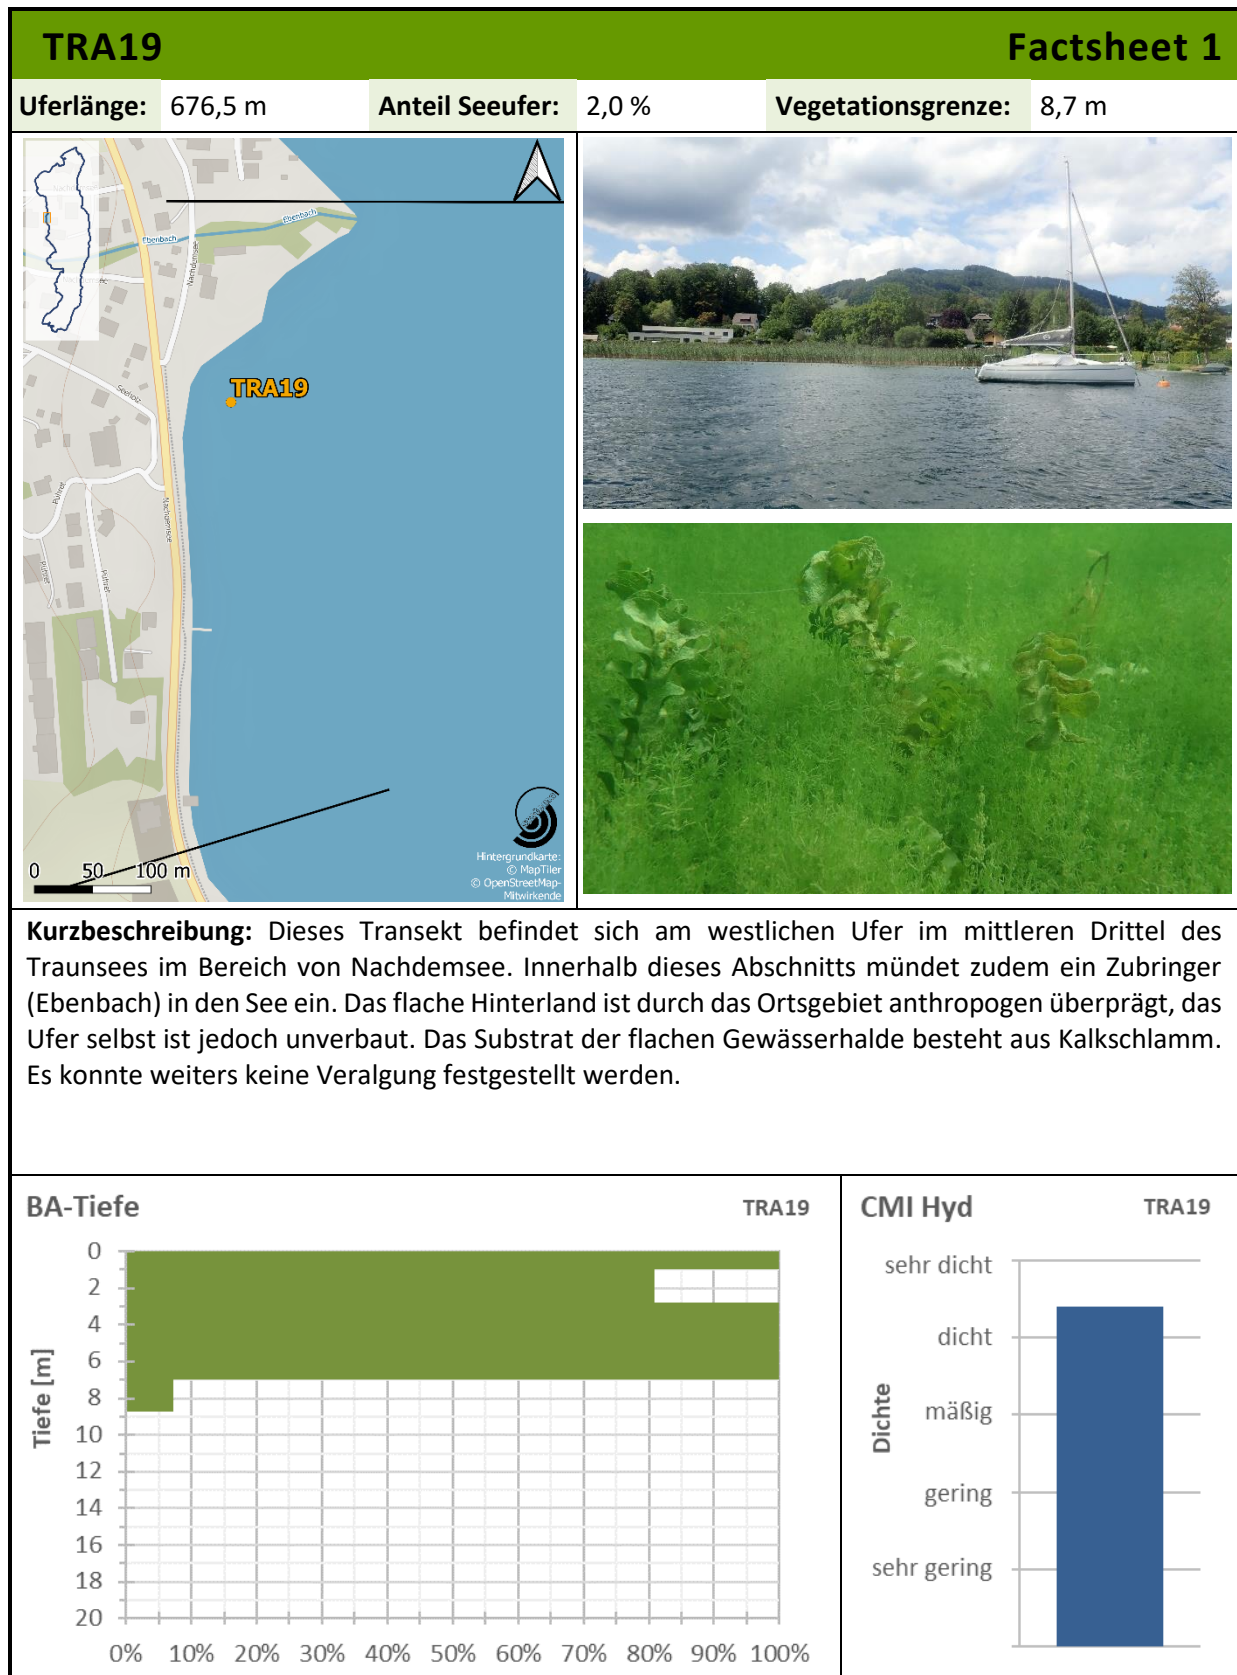 TRA19 Factsheet 1
Uferlänge: 676,5 m Anteil Seeufer: 2,0 % Vegetationsgrenze: 8,7 m
Ebenbach
Ebenbach
Nachdemsee
TRA19
Seeholz
Pühret
Nachdemsee
Pühret
Pühret
0 50 100 m
Hintergrundkarte:
© MapTiler
© OpenStreetMap-
Mitwirkende
Kurzbeschreibung: Dieses Transekt befindet sich am westlichen Ufer im mittleren Drittel des
Traunsees im Bereich von Nachdemsee. Innerhalb dieses Abschnitts mündet zudem ein Zubringer
(Ebenbach) in den See ein. Das flache Hinterland ist durch das Ortsgebiet anthropogen überprägt, das
Ufer selbst ist jedoch unverbaut. Das Substrat der flachen Gewässerhalde besteht aus Kalkschlamm.
Es konnte weiters keine Veralgung festgestellt werden.
BA-Tiefe TRA19
Tiefe [m]
0
2
4
6
8
10
12
14
16
18
20
0% 10% 20% 30% 40% 50% 60% 70% 80% 90% 100%
CMI Hyd TRA19
Dichte
sehr dicht
dicht
mäßig
gering
sehr gering